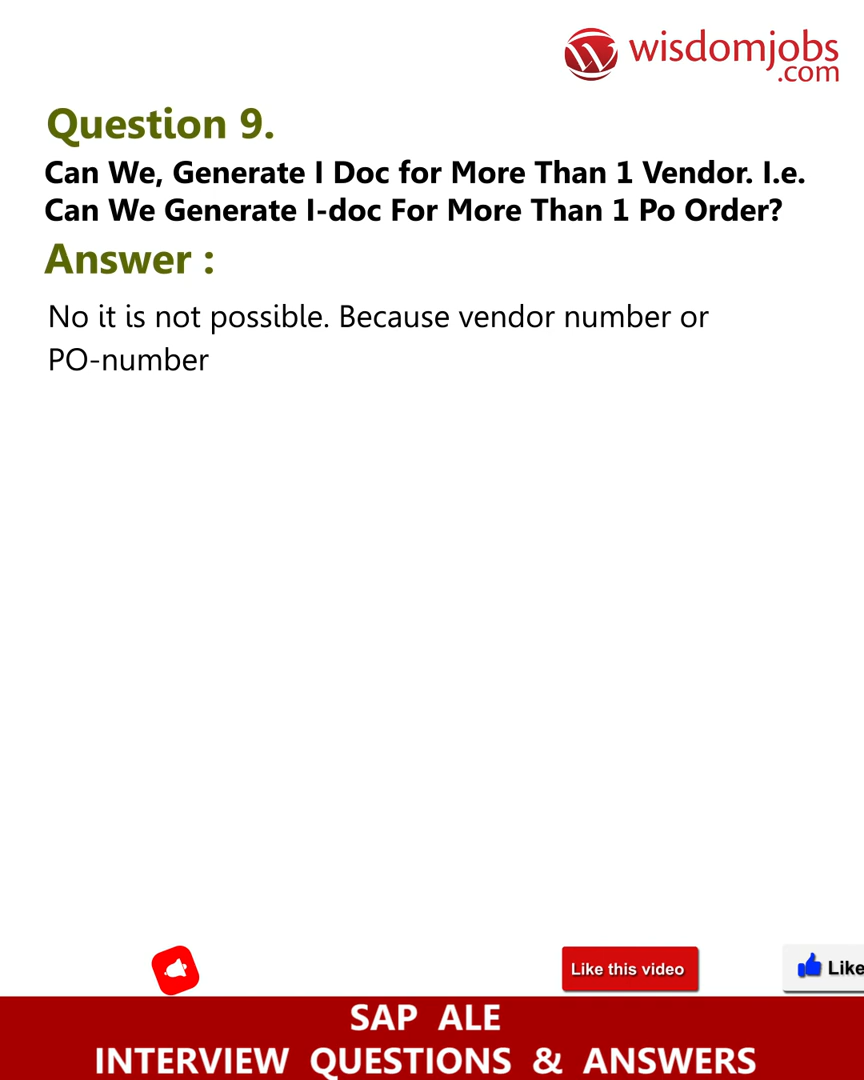 wisdomjobs
.com
Question 9.
Can We, Generate I Doc for More Than 1 Vendor. I.e.
Can We Generate I-doc For More Than 1 Po Order?
Answer :
No it is not possible. Because vendor number or
PO-number
Like this video
Like
SAP ALE
INTERVIEW QUESTIONS & ANSWERS